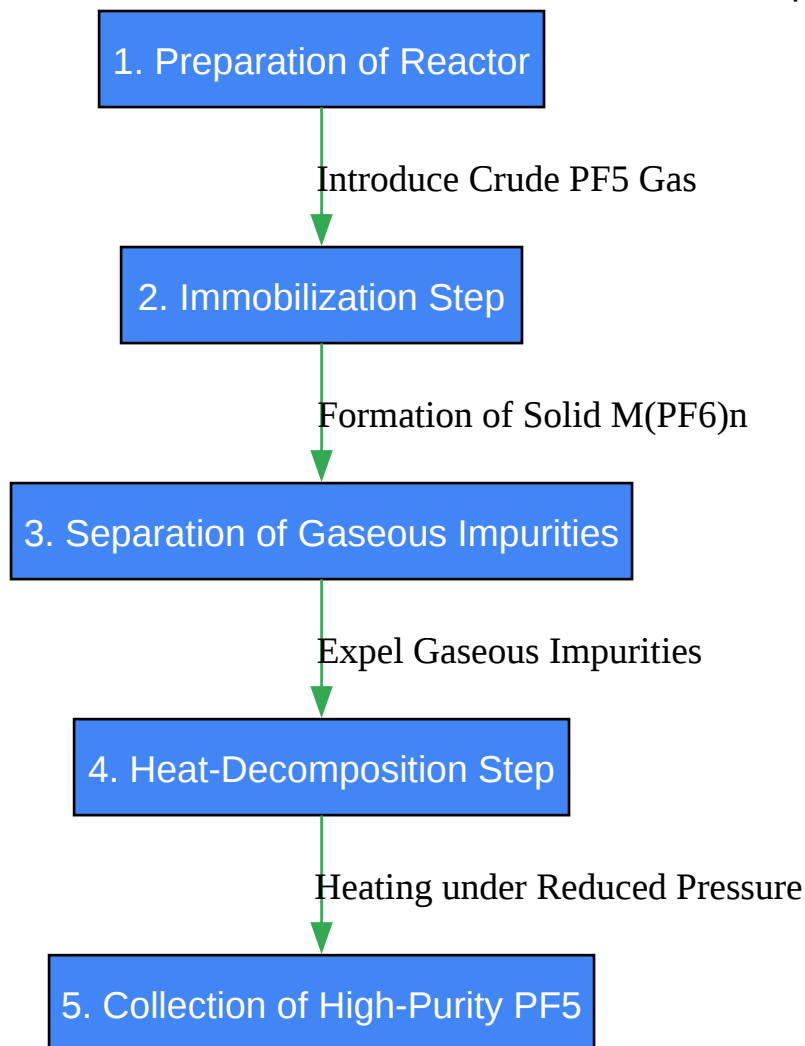 1. Preparation of Reactor
Introduce Crude PF5 Gas
2. Immobilization Step
Formation of Solid M(PF6)n
3. Separation of Gaseous Impurities
Expel Gaseous Impurities
4. Heat-Decomposition Step
Heating under Reduced Pressure
5. Collection of High-Purity PF5